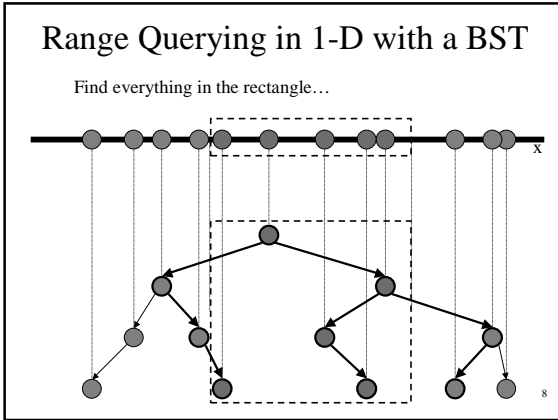 Range Querying in 1-D with a BST
Find everything in the rectangle…
x
8